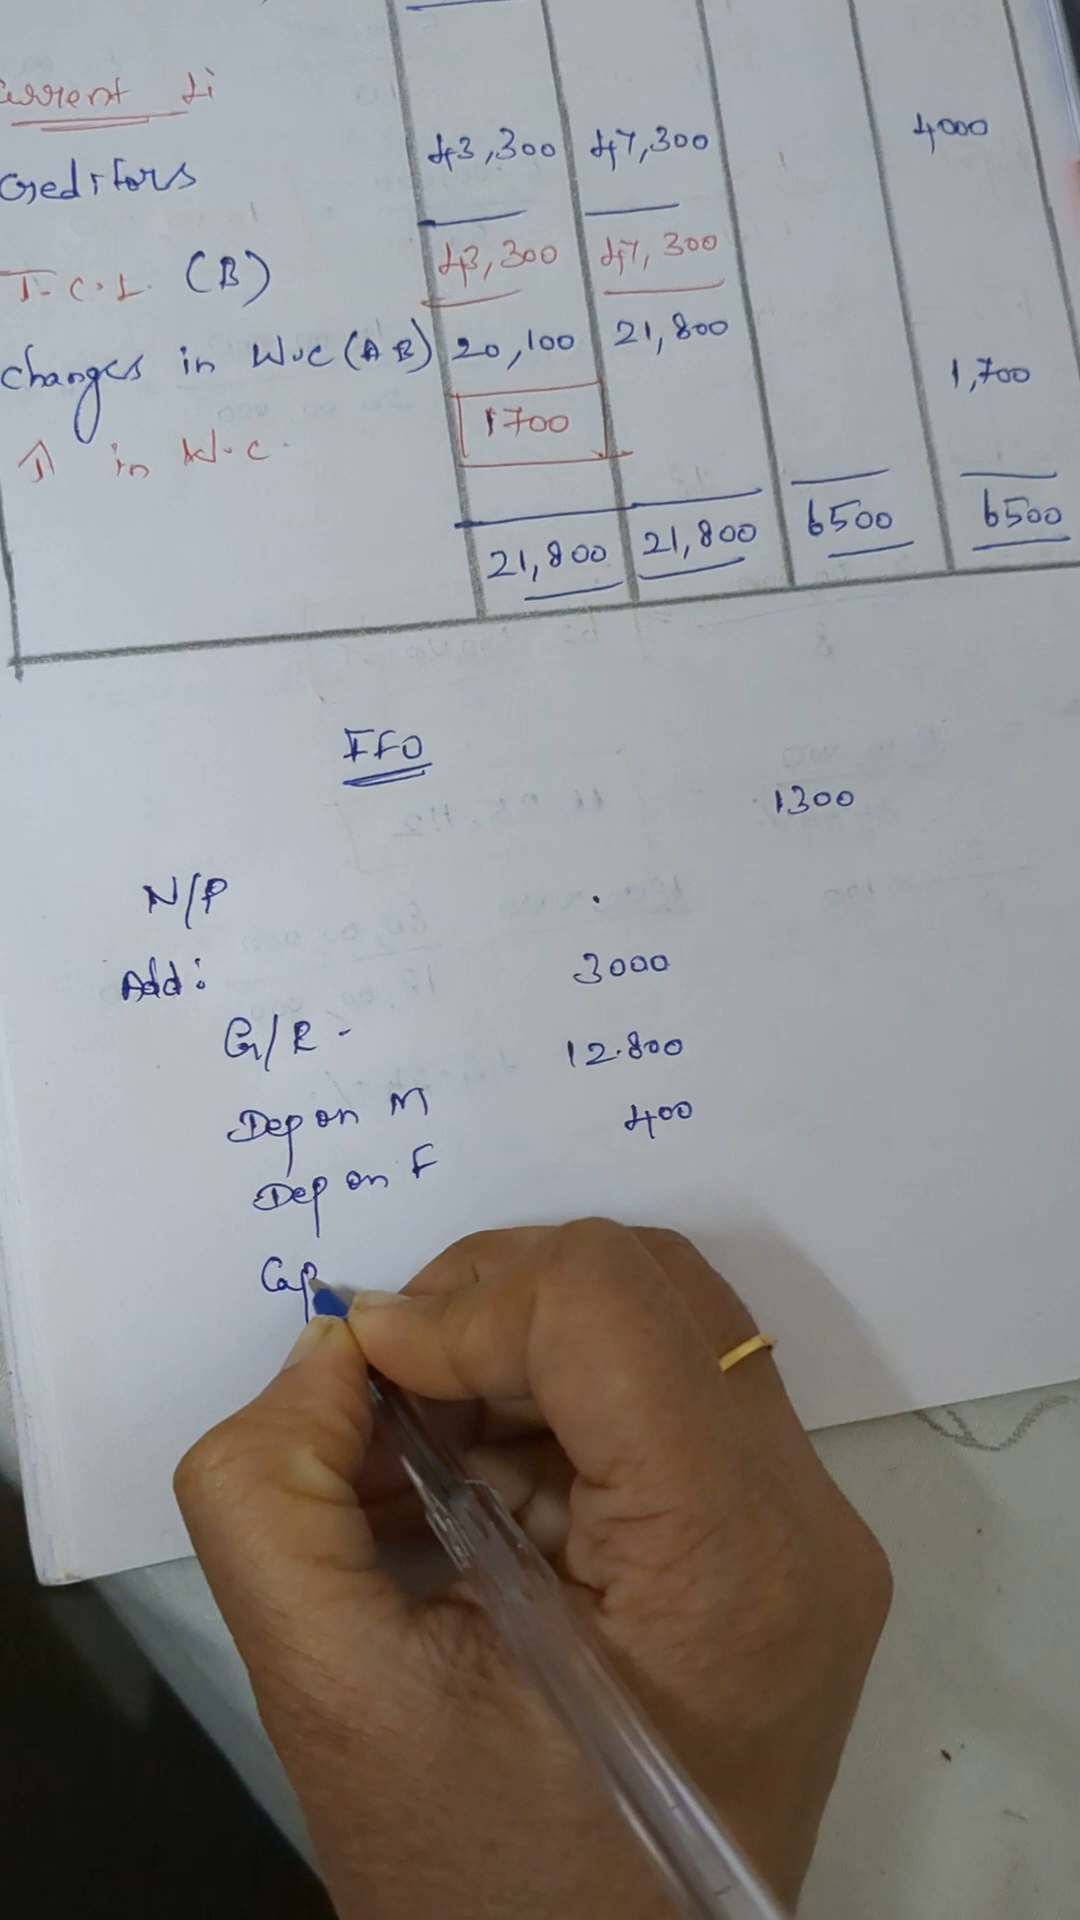 urrent Li
Creditors 43,300 47,300 4000
T.C.L. (B) 43,300 47,300
Changes in W.C (A B) 20,100 21,800 1,700
↑ in W.C. 1700
21,800 21,800 6500 6500
FFO
N/P 1300
Add:
G/R - 3000
Dep on M 12.800
Dep on F 400
Cap